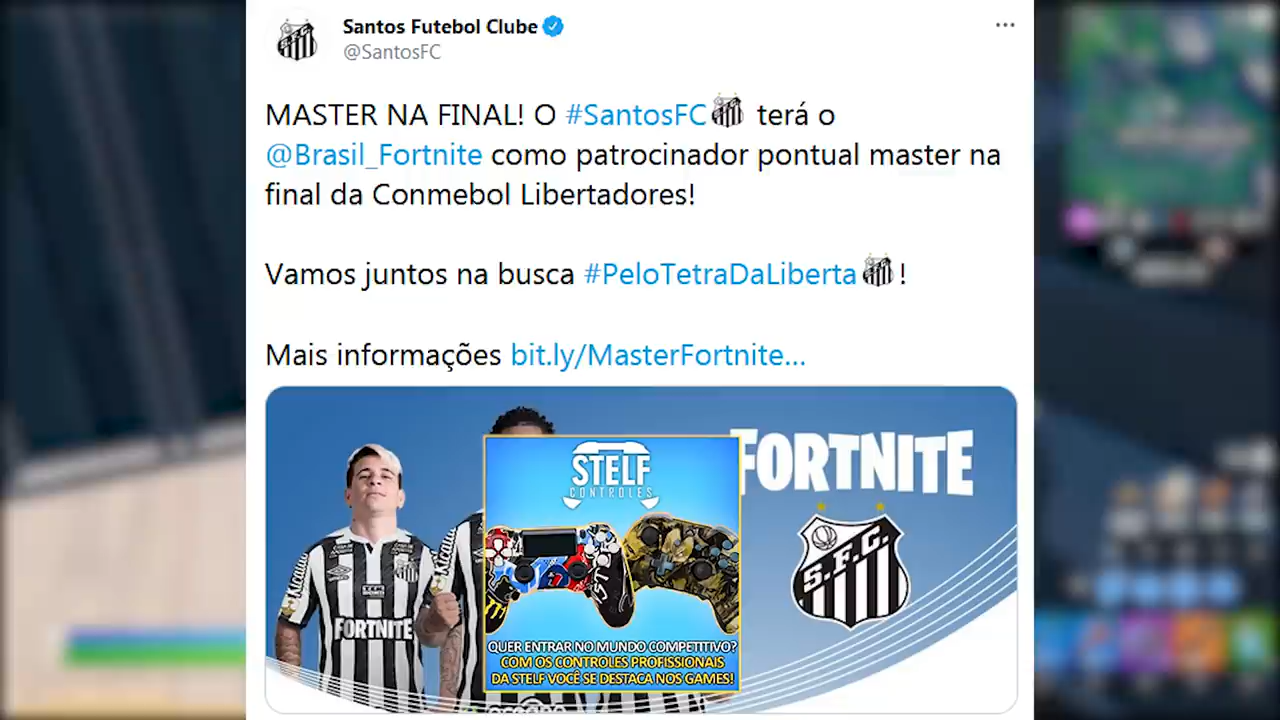 Santos Futebol Clube
@SantosFC
MASTER NA FINAL! O #SantosFC terá o
@Brasil_Fortnite como patrocinador pontual master na
final da Conmebol Libertadores!
Vamos juntos na busca #PeloTetraDaLiberta !
Mais informações bit.ly/MasterFortnite...
FORTNITE
S.F.C.
FORTNITE
STELF
CONTROLES
QUER ENTRAR NO MUNDO COMPETITIVO?
COM OS CONTROLES PROFISSIONAIS
DA STELF VOCÊ SE DESTACA NOS GAMES!